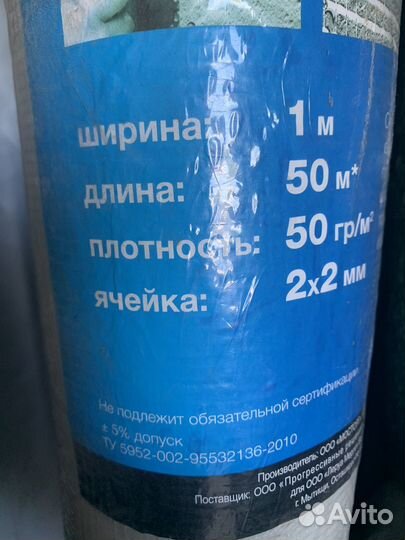 ширина: 1 м
длина: 50 м*
плотность: 50 гр/м²
ячейка: 2х2 мм
Не подлежит обязательной сертификации
± 5% допуск
ТУ 5952-002-95532136-2010
Производитель: ООО
Поставщик: ООО «Прогрессивные
для ООО «Леруа
г. Мытищи,
Avito